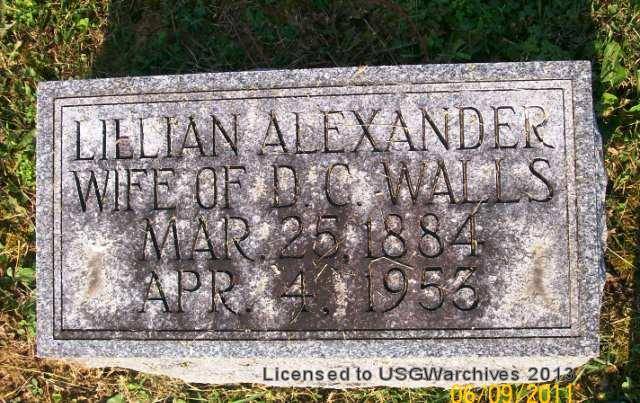 LILLIAN ALEXANDER
WIFE OF D. C. WALLS
MAR. 25, 1884
APR. 4, 1953
Licensed to USGWarchives 2013
06/09/2011